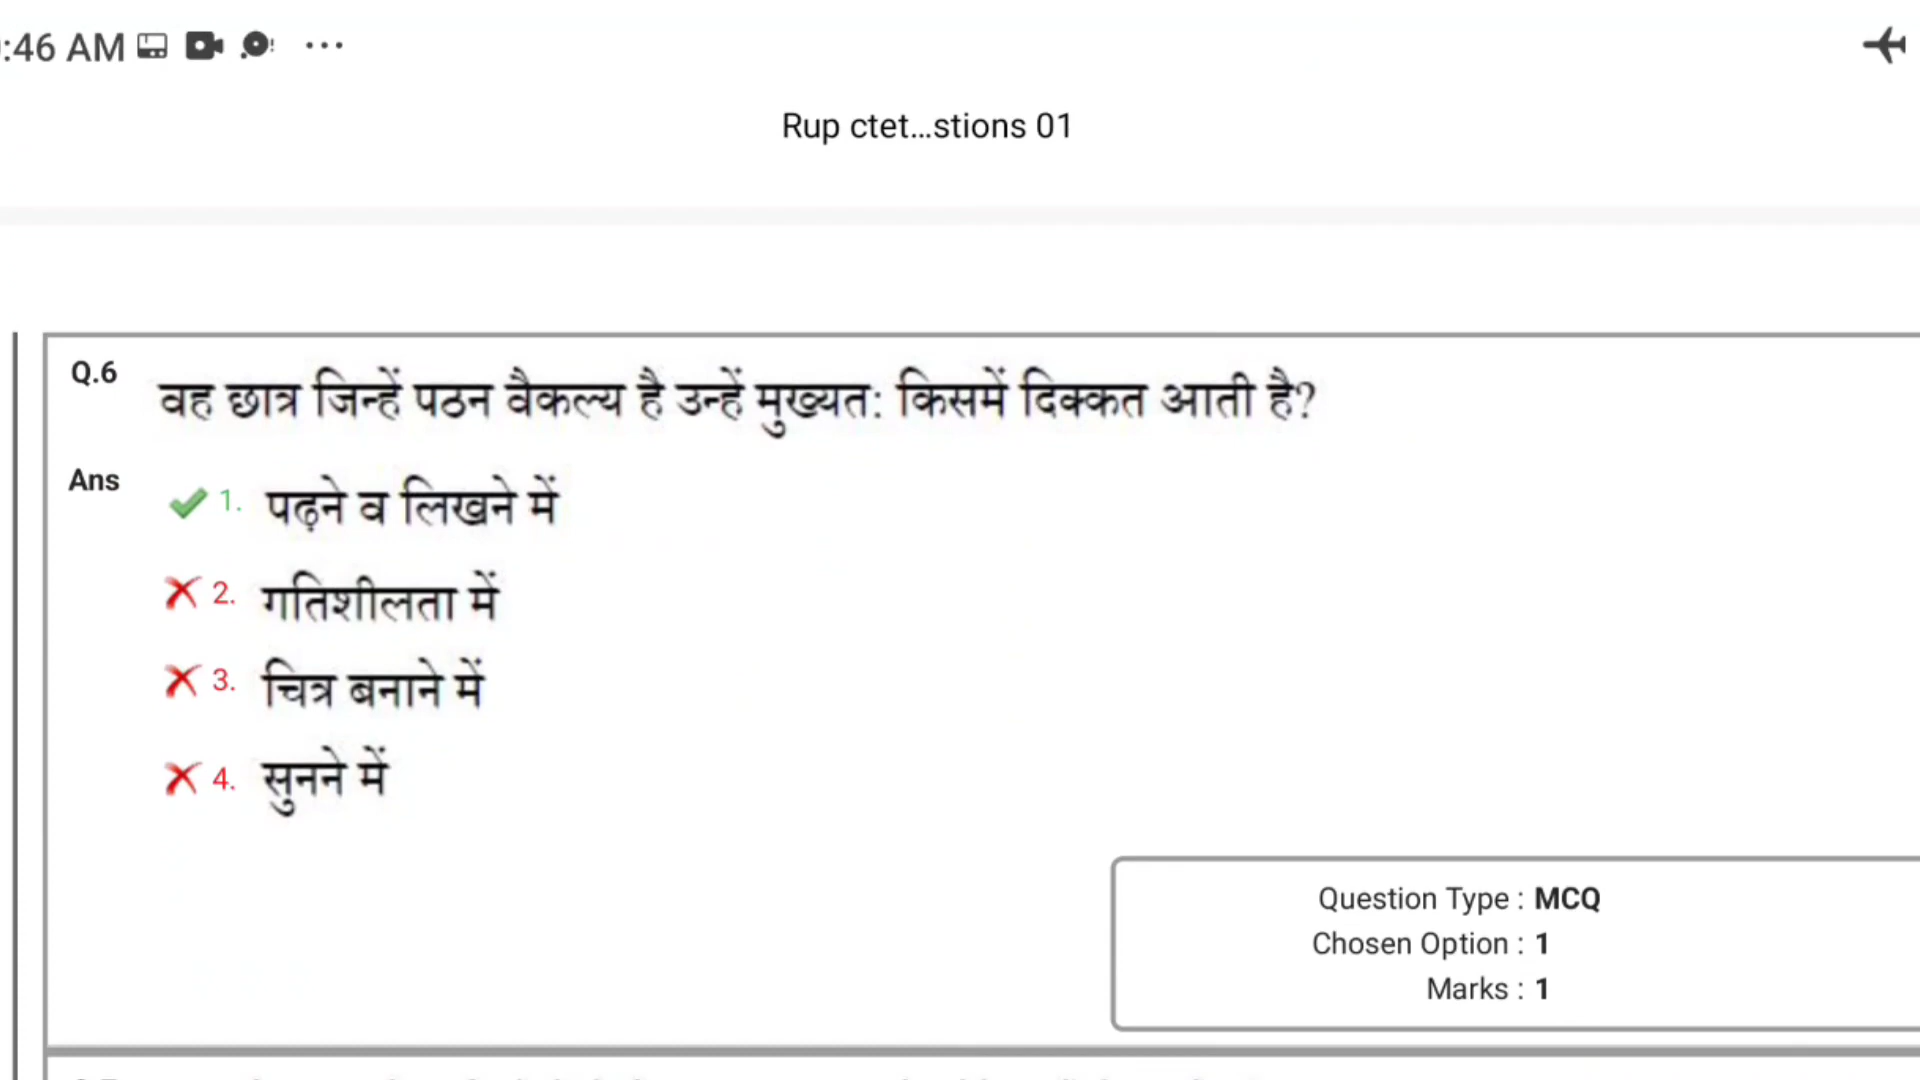 :46 AM ...
Rup ctet...stions 01
Q.6 वह छात्र जिन्हें पठन वैकल्य है उन्हें मुख्यत: किसमें दिक्कत आती है?
Ans 1. पढ़ने व लिखने में
2. गतिशीलता में
3. चित्र बनाने में
4. सुनने में
Question Type : MCQ
Chosen Option : 1
Marks : 1